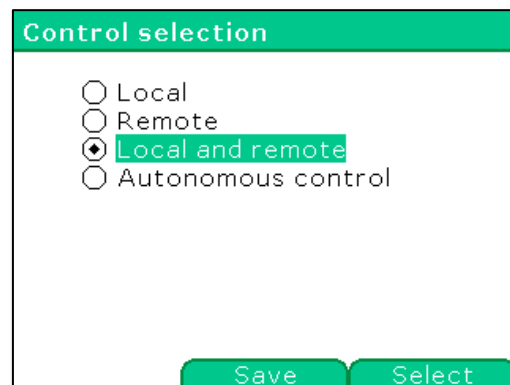 Control selection
Local
Remote
Local and remote
Autonomous control
Save Select